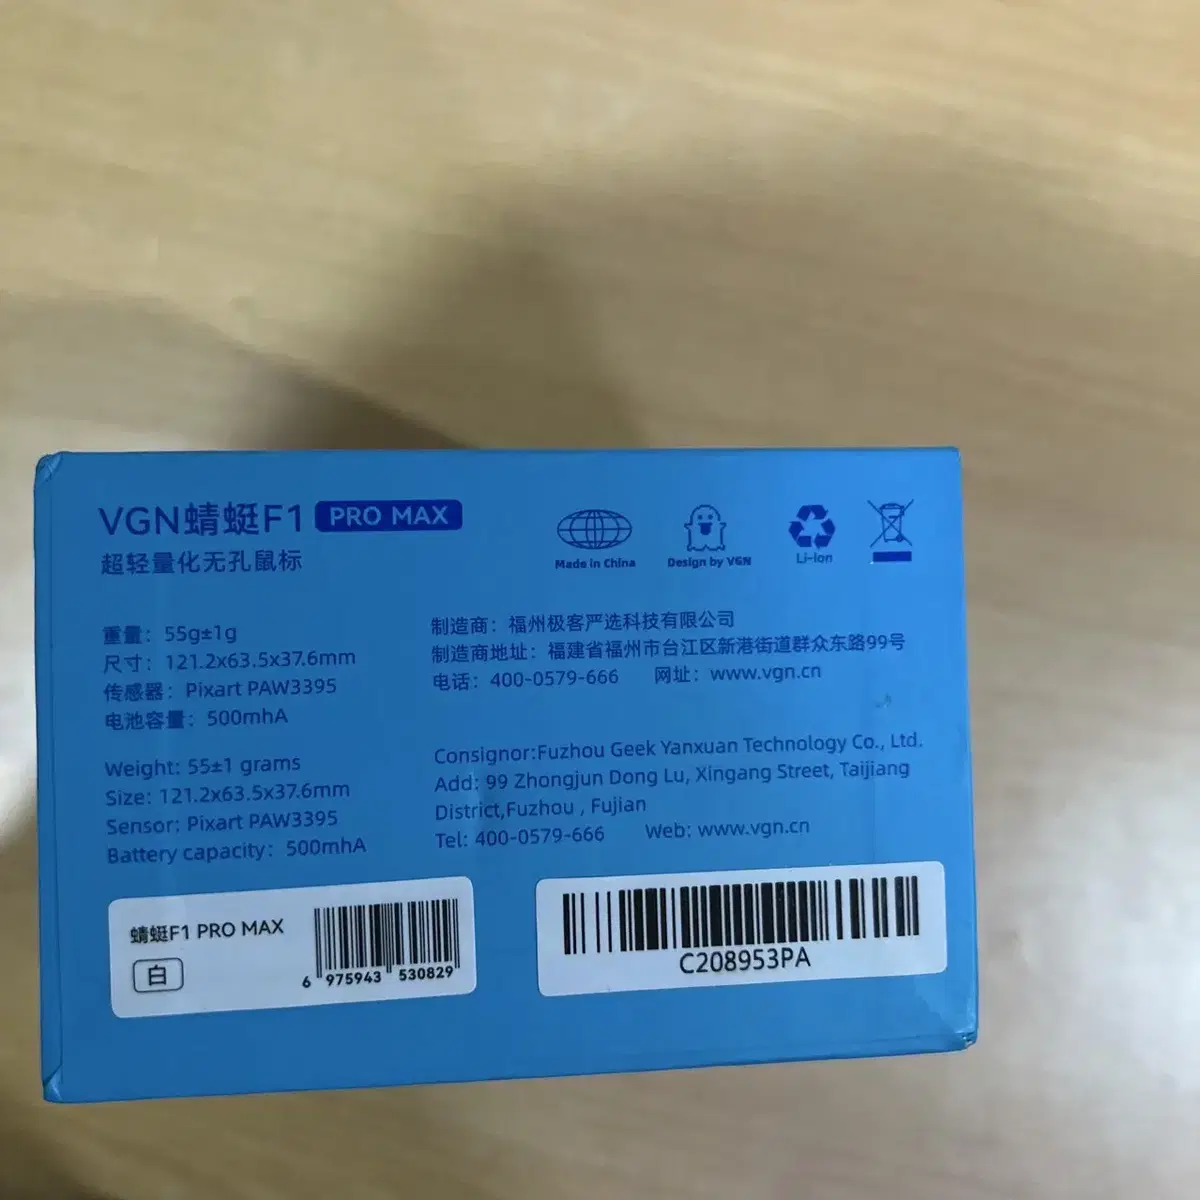 VGN蜻蜓F1 PRO MAX
超轻量化无孔鼠标
Made in China
Design by VGN
Li-ion
重量：55g±1g
尺寸：121.2x63.5x37.6mm
传感器：Pixart PAW3395
电池容量：500mhA
制造商：福州极客严选科技有限公司
制造商地址：福建省福州市台江区新港街道群众东路99号
电话：400-0579-666 网址：www.vgn.cn
Weight: 55±1 grams
Size: 121.2x63.5x37.6mm
Sensor: Pixart PAW3395
Battery capacity：500mhA
Consignor:Fuzhou Geek Yanxuan Technology Co., Ltd.
Add: 99 Zhongjun Dong Lu, Xingang Street, Taijiang
District,Fuzhou , Fujian
Tel: 400-0579-666 Web: www.vgn.cn
蜻蜓F1 PRO MAX
白
6 975943 530829
C208953PA